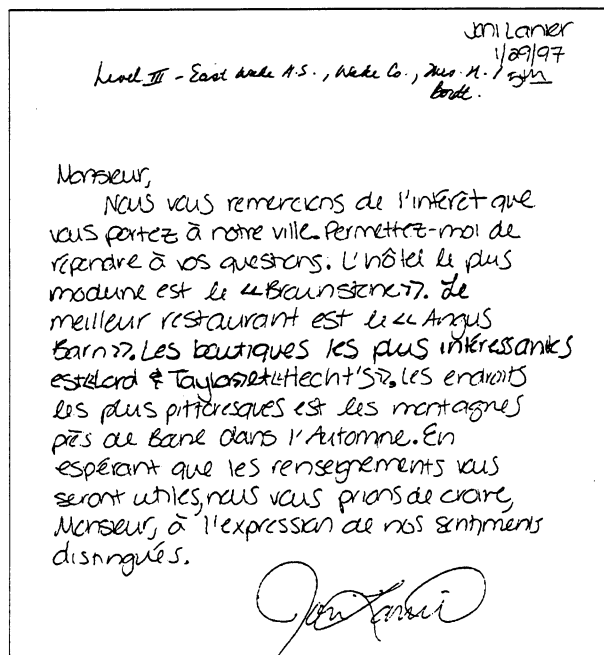 Joni Lanier
1/29/97
Level III - East Wake H.S., Wake Co., Mrs. H.
Monsieur,
Nous vous remercions de l'intérêt que
vous portez à notre ville. Permettez-moi de
répondre à vos questions. L'hôtel le plus
moderne est le «Brownstone». Le
meilleur restaurant est le «Angus
Barn». Les boutiques les plus intéressantes
est«Lord & Taylor»et«Hecht's». Les endroits
les plus pittoresques est les montagnes
près de Boone dans l'Automne. En
espérant que les renseignements vous
seront utiles, nous vous prions de croire,
Monsieur, à l'expression de nos sentiments
distingués.
Joni Lanier